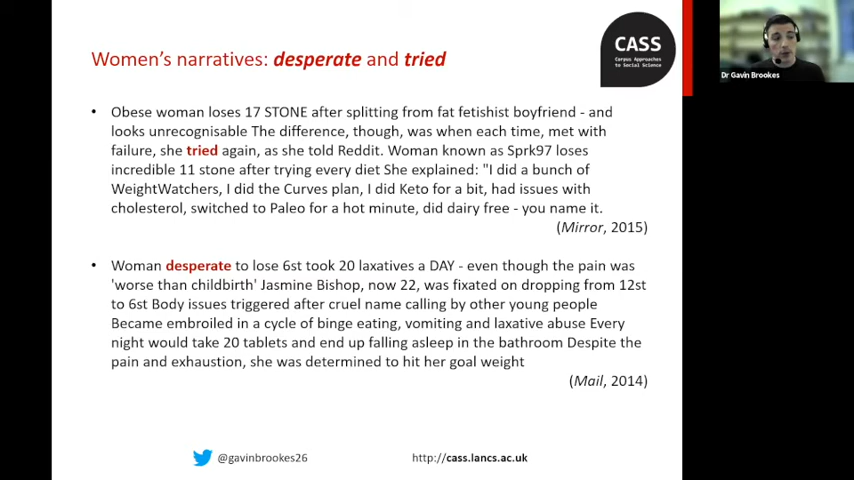 Women's narratives: desperate and tried
CASS
Corpus Approaches
to Social Science
Dr Gavin Brookes
• Obese woman loses 17 STONE after splitting from fat fetishist boyfriend - and
looks unrecognisable The difference, though, was when each time, met with
failure, she tried again, as she told Reddit. Woman known as Sprk97 loses
incredible 11 stone after trying every diet She explained: "I did a bunch of
WeightWatchers, I did the Curves plan, I did Keto for a bit, had issues with
cholesterol, switched to Paleo for a hot minute, did dairy free - you name it.
(Mirror, 2015)
• Woman desperate to lose 6st took 20 laxatives a DAY - even though the pain was
'worse than childbirth' Jasmine Bishop, now 22, was fixated on dropping from 12st
to 6st Body issues triggered after cruel name calling by other young people
Became embroiled in a cycle of binge eating, vomiting and laxative abuse Every
night would take 20 tablets and end up falling asleep in the bathroom Despite the
pain and exhaustion, she was determined to hit her goal weight
(Mail, 2014)
@gavinbrookes26
http://cass.lancs.ac.uk